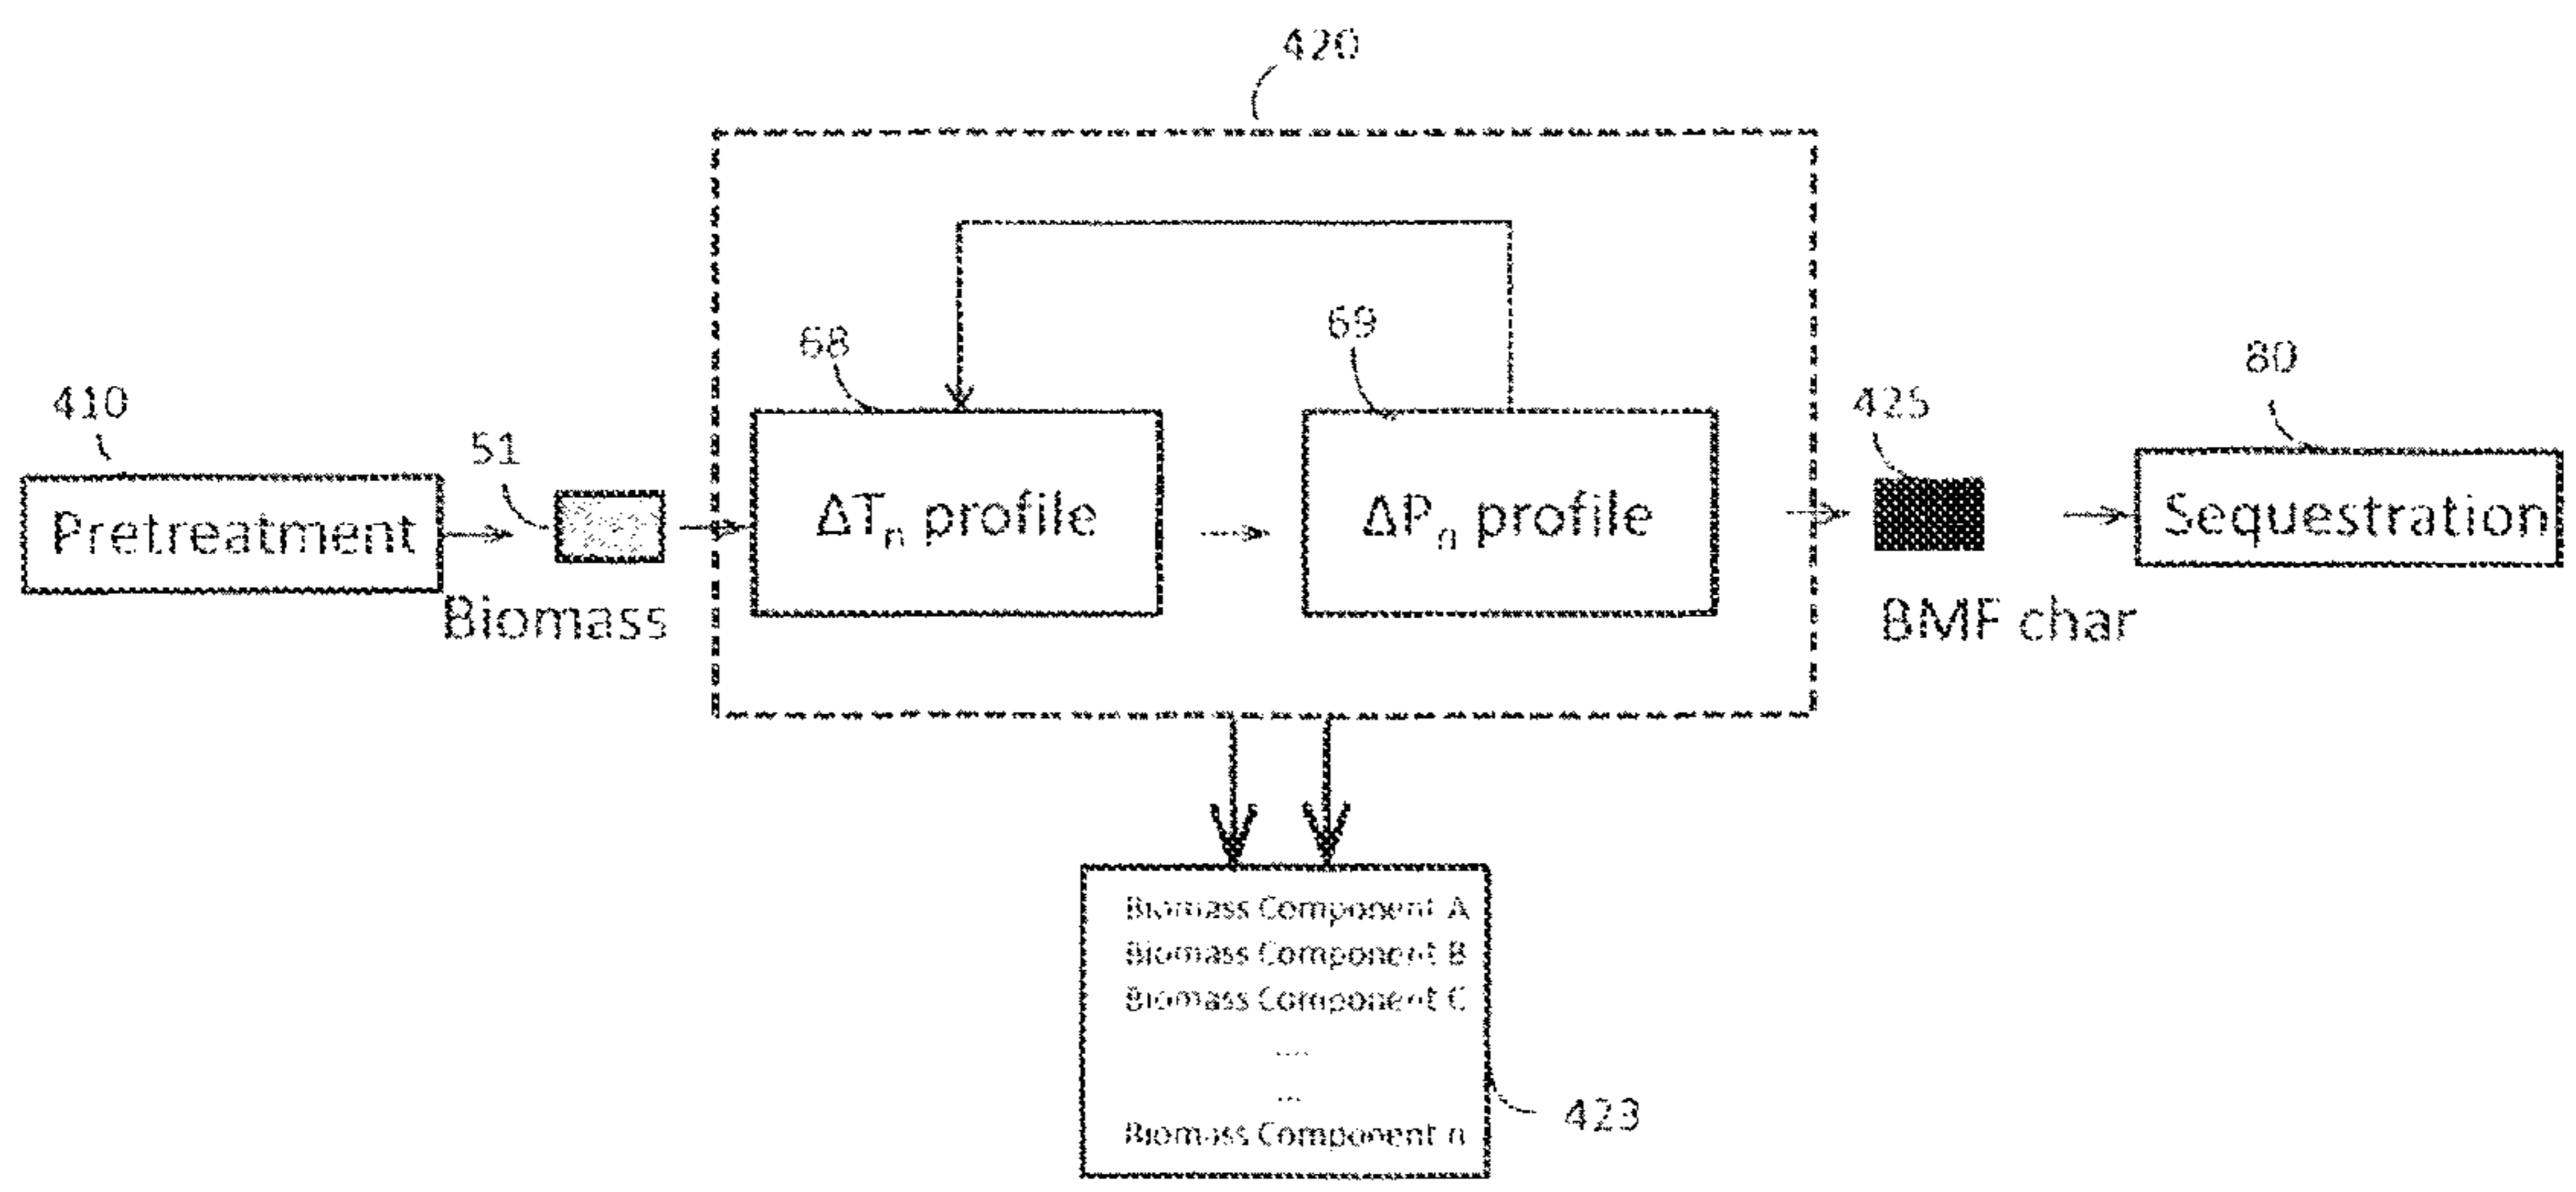 420
68
69
80
410
425
51
Pretreatment
ΔTn profile
ΔPn profile
Sequestration
Biomass
BMF char
Biomass Component A
Biomass Component B
Biomass Component C
....
...
Biomass Component n
423